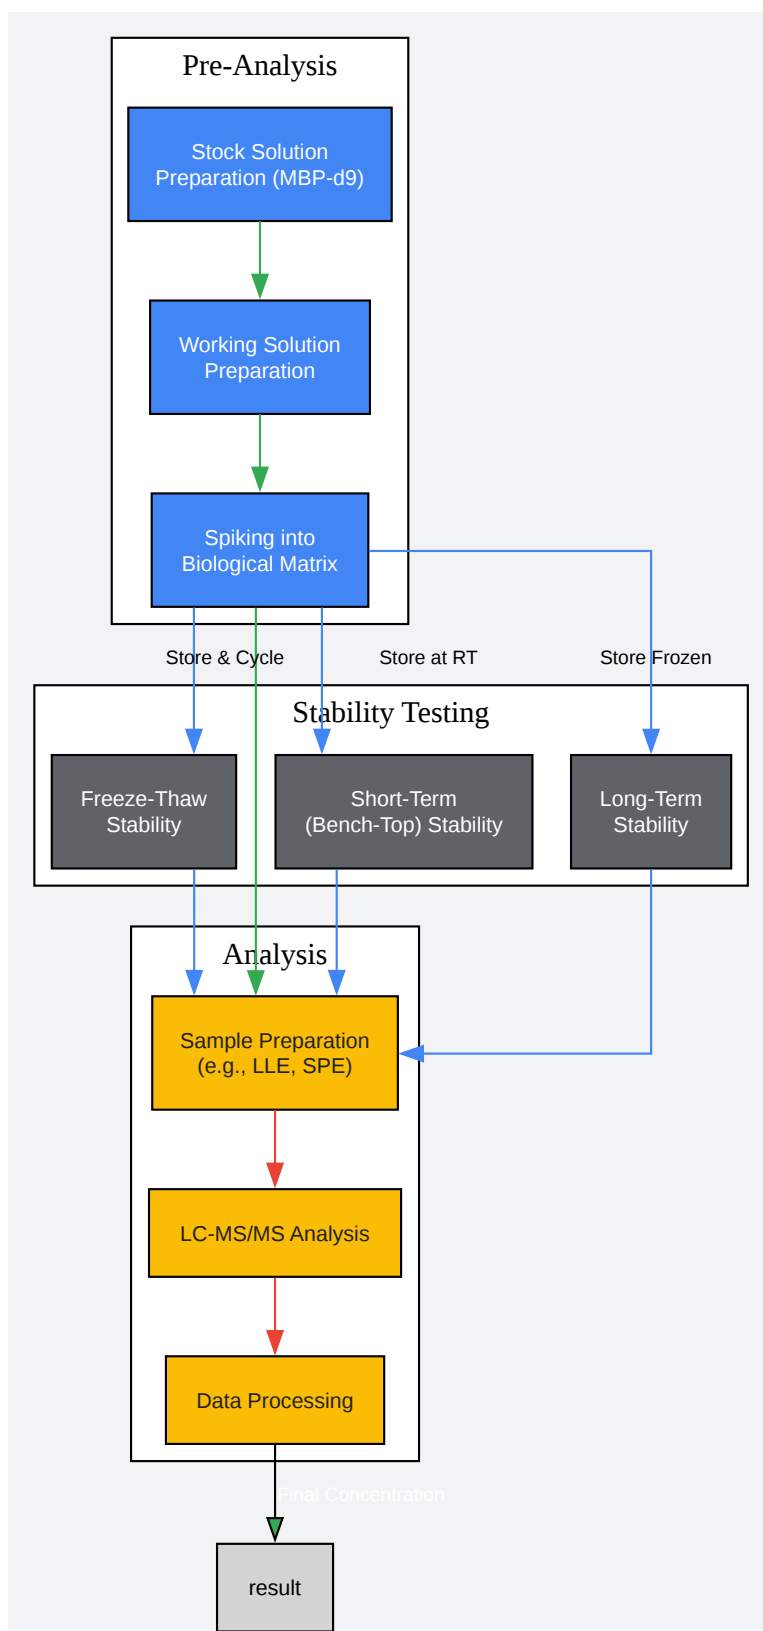 Pre-Analysis
Stock Solution
Preparation (MBP-d9)
Working Solution
Preparation
Spiking into
Biological Matrix
Store & Cycle
Store at RT
Store Frozen
Stability Testing
Freeze-Thaw
Stability
Short-Term
(Bench-Top) Stability
Long-Term
Stability
Analysis
Sample Preparation
(e.g., LLE, SPE)
LC-MS/MS Analysis
Data Processing
Final Concentration
result